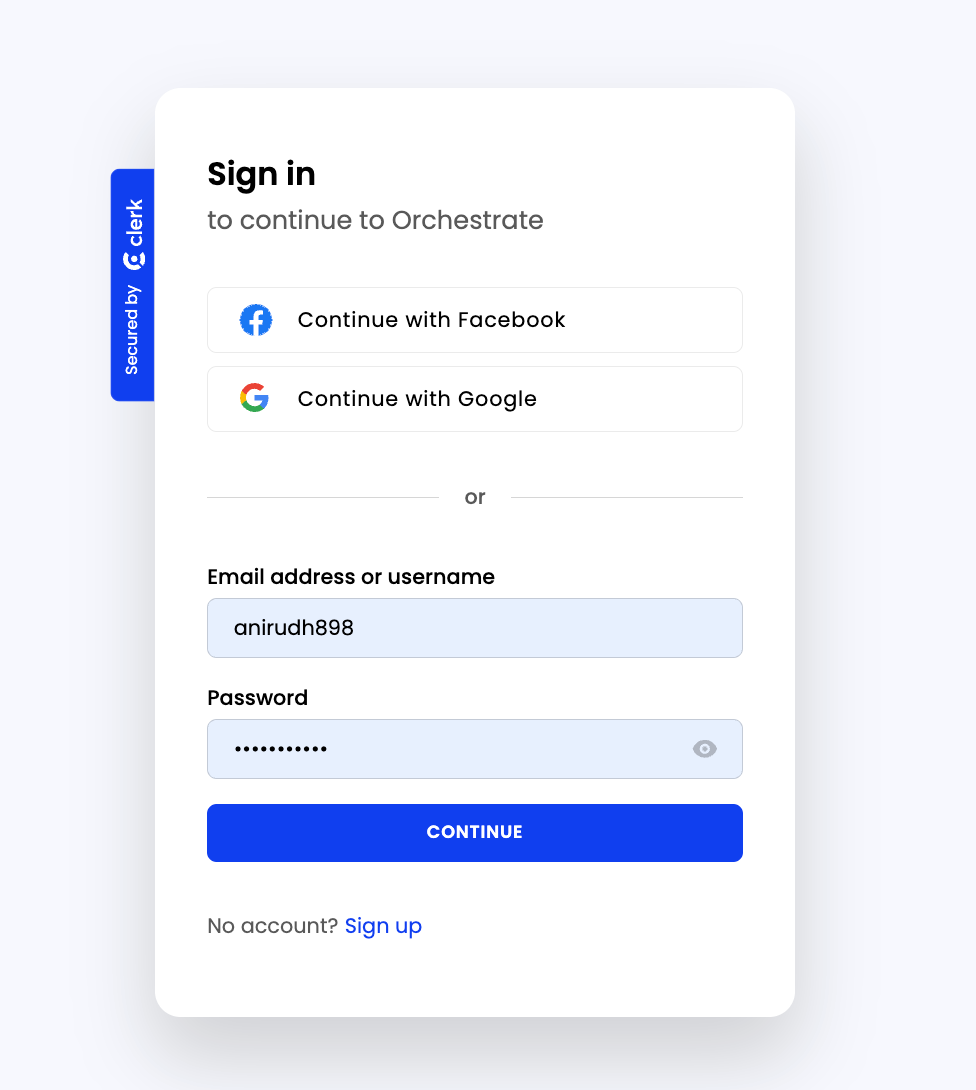 Sign in
to continue to Orchestrate
Secured by clerk
Continue with Facebook
Continue with Google
or
Email address or username
anirudh898
Password
•••••••••••
CONTINUE
No account? Sign up